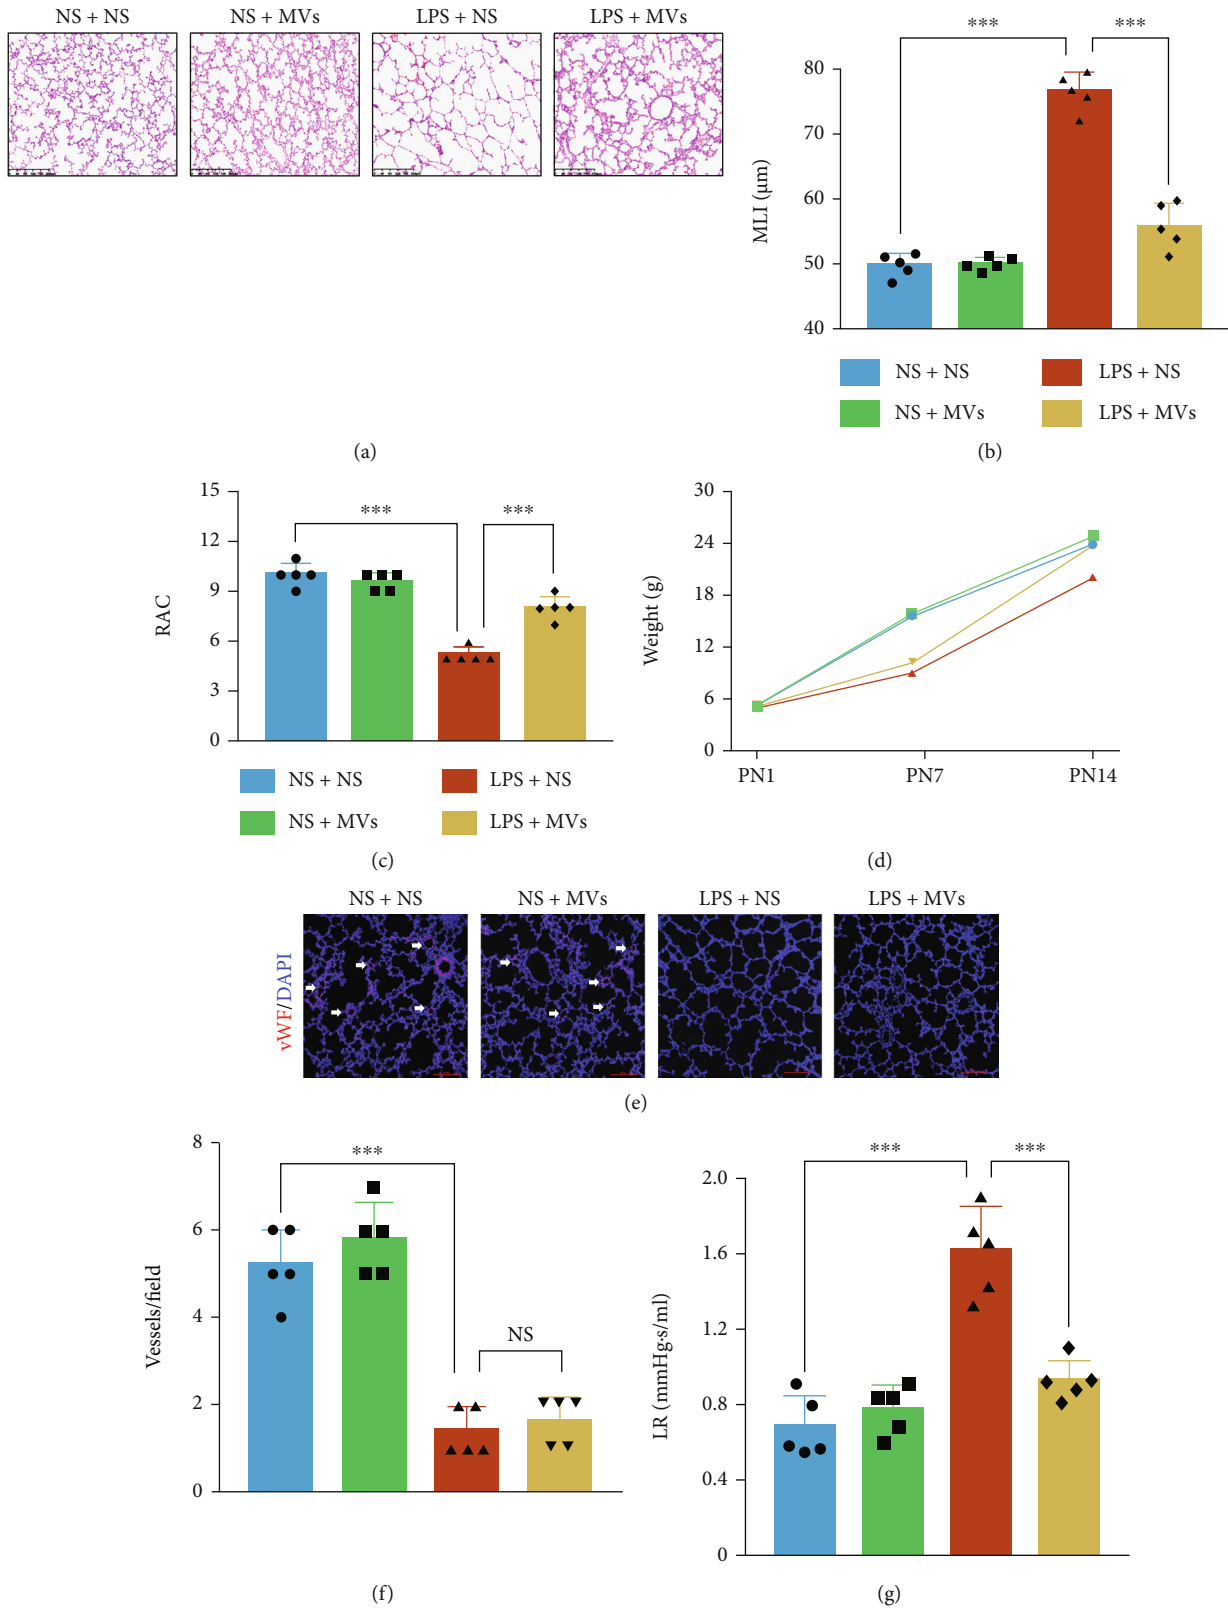 NS + NS
NS + MVs
LPS + NS
LPS + MVs
(a)
***
***
MLI (μm)
80
70
60
50
40
NS + NS
LPS + NS
NS + MVs
LPS + MVs
(b)
RAC
15
12
9
6
3
0
***
***
NS + NS
LPS + NS
NS + MVs
LPS + MVs
(c)
Weight (g)
30
24
18
12
6
0
PN1
PN7
PN14
(d)
NS + NS
NS + MVs
LPS + NS
LPS + MVs
vWF/DAPI
(e)
Vessels/field
8
6
4
2
0
***
NS
(f)
LR (mmHg·s/ml)
2.0
1.6
1.2
0.8
0.4
0
***
***
(g)